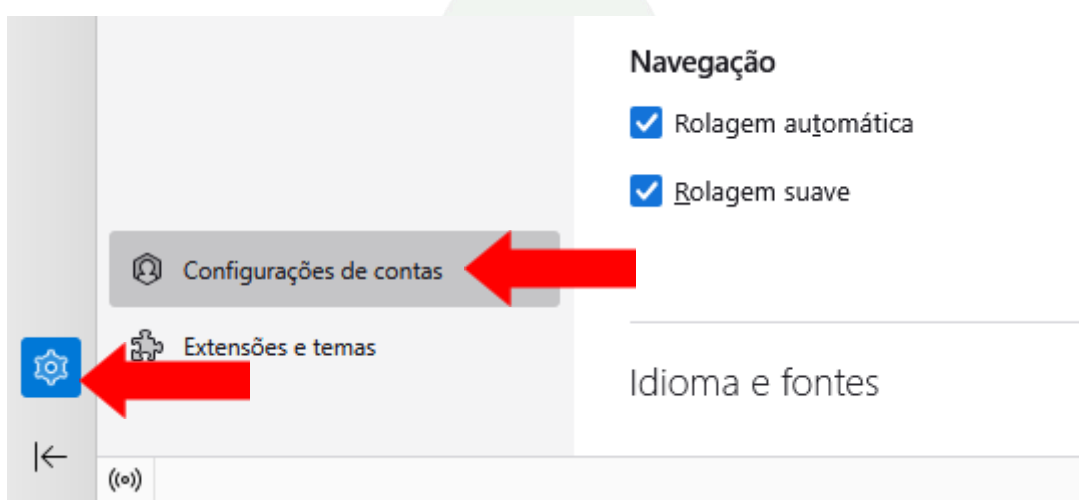 Navegação
Rolagem automática
Rolagem suave
Configurações de contas
Extensões e temas
Idioma e fontes